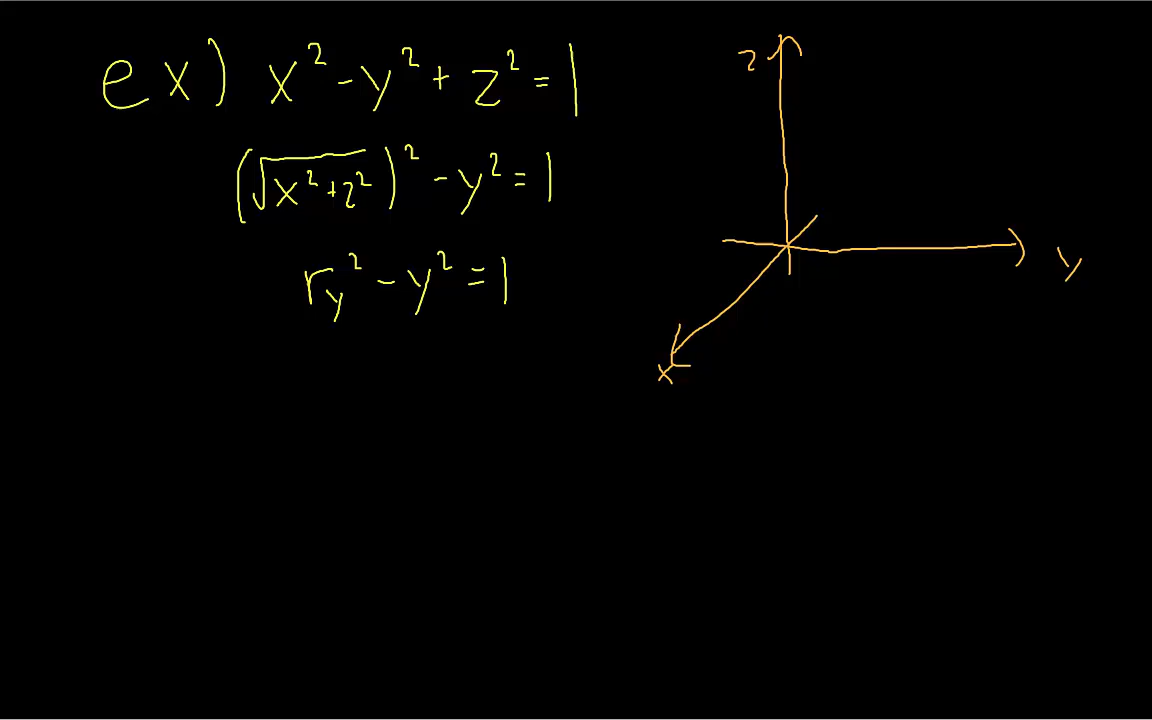 ex) x² - y² + z² = 1
(√x² + z²)² - y² = 1
r_y² - y² = 1
z
y
x